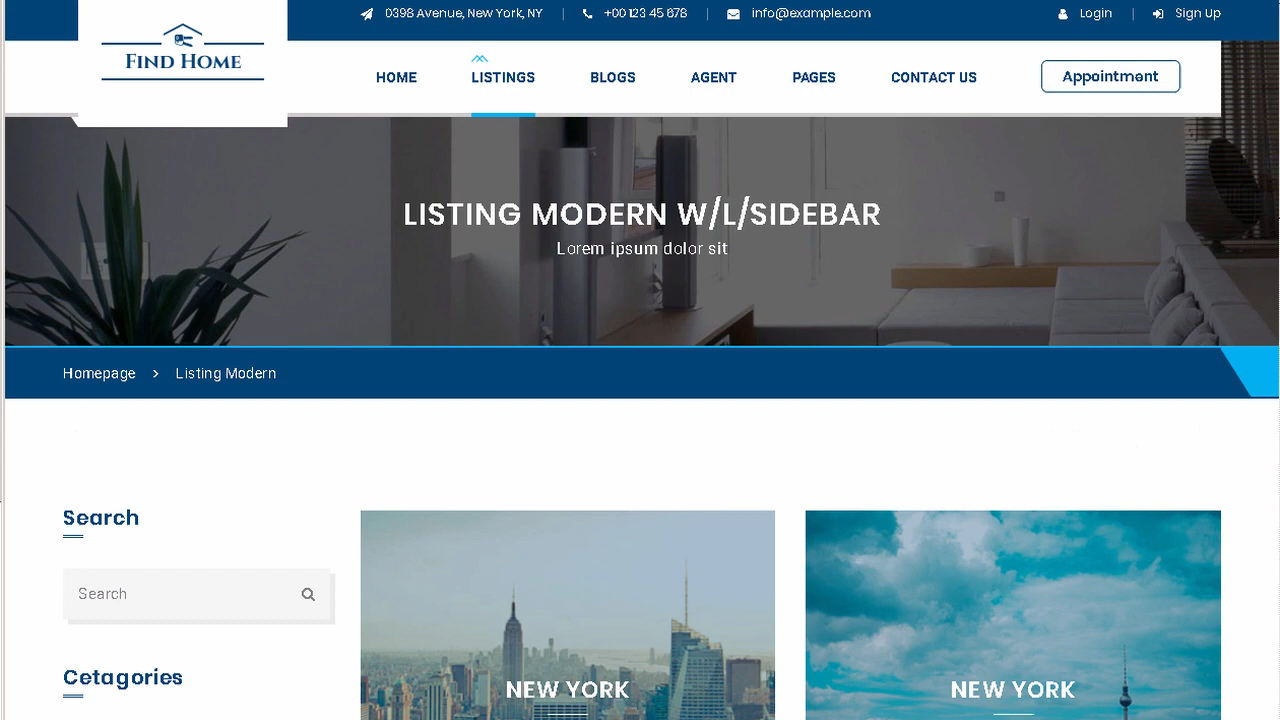 0398 Avenue, New York, NY
+00 123 45 678
info@example.com
Login
Sign Up
FIND HOME
HOME
LISTINGS
BLOGS
AGENT
PAGES
CONTACT US
Appointment
LISTING MODERN W/L/SIDEBAR
Lorem ipsum dolor sit
Homepage > Listing Modern
Search
Search
Cetagories
NEW YORK
NEW YORK